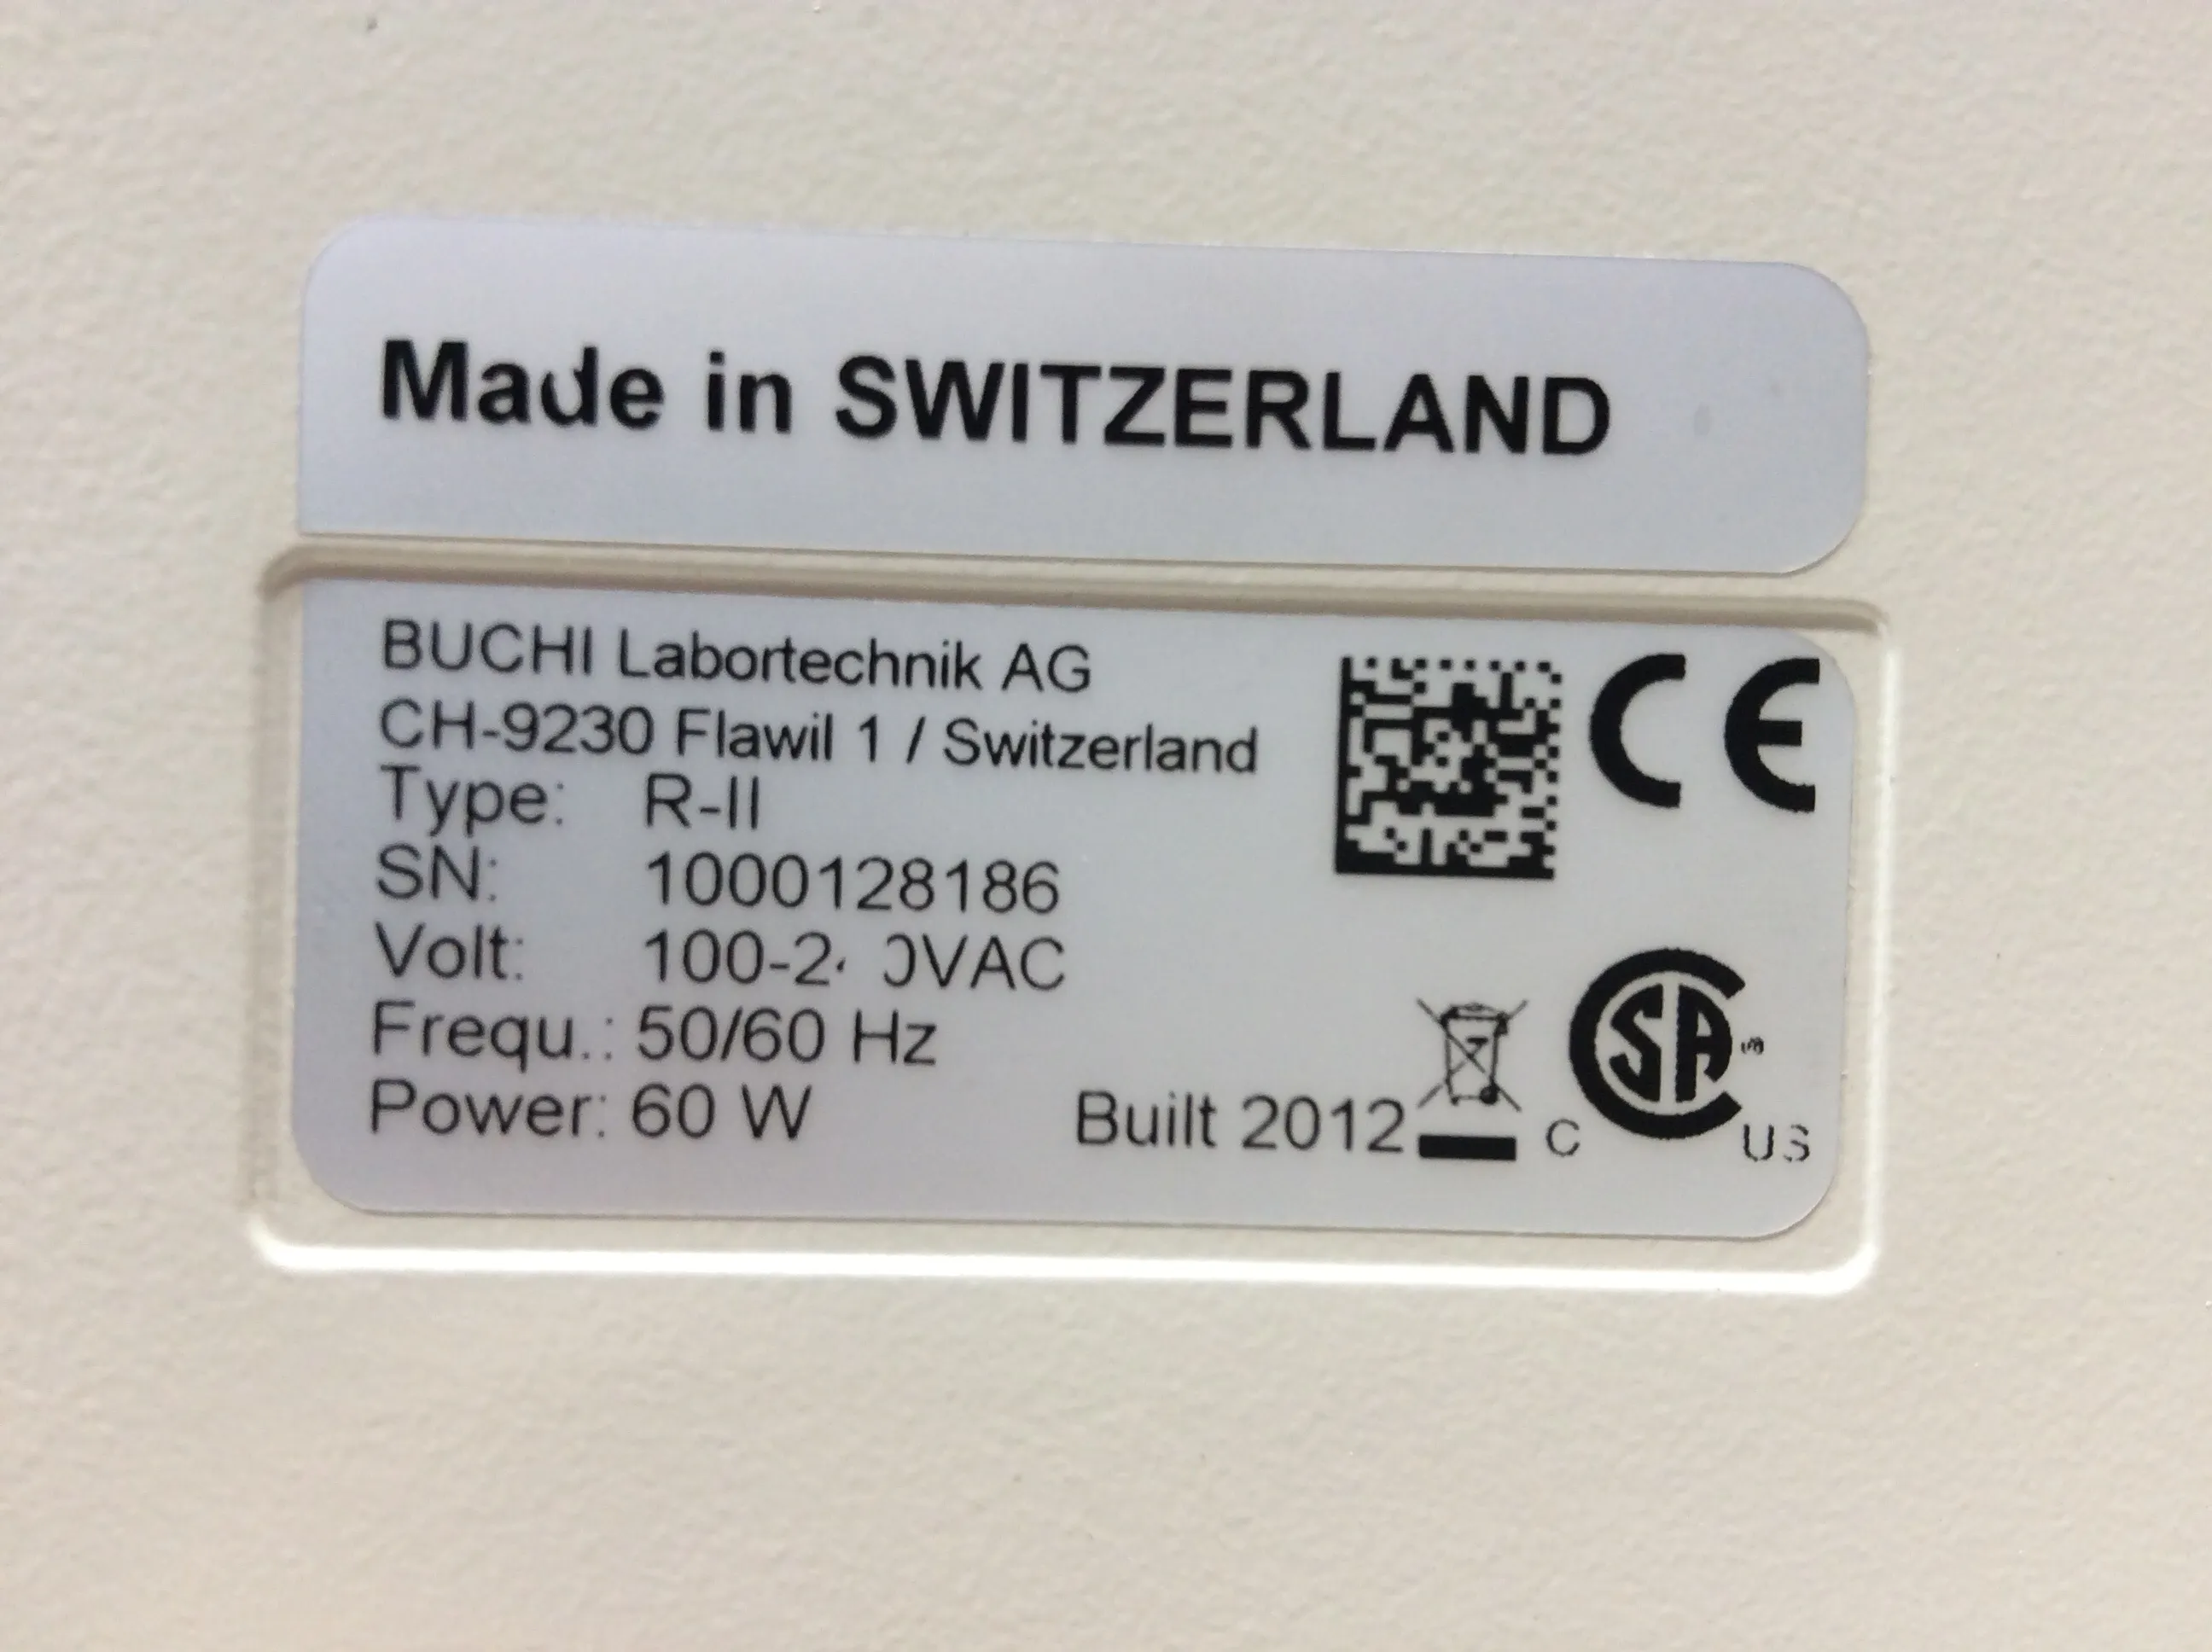 Made in SWITZERLAND
BUCHI Labortechnik AG
CH-9230 Flawil 1 / Switzerland
Type: R-II
SN: 1000128186
Volt:
Frequ.: 50/60 Hz
Power: 60 W
Built 2012
CE
C SA US